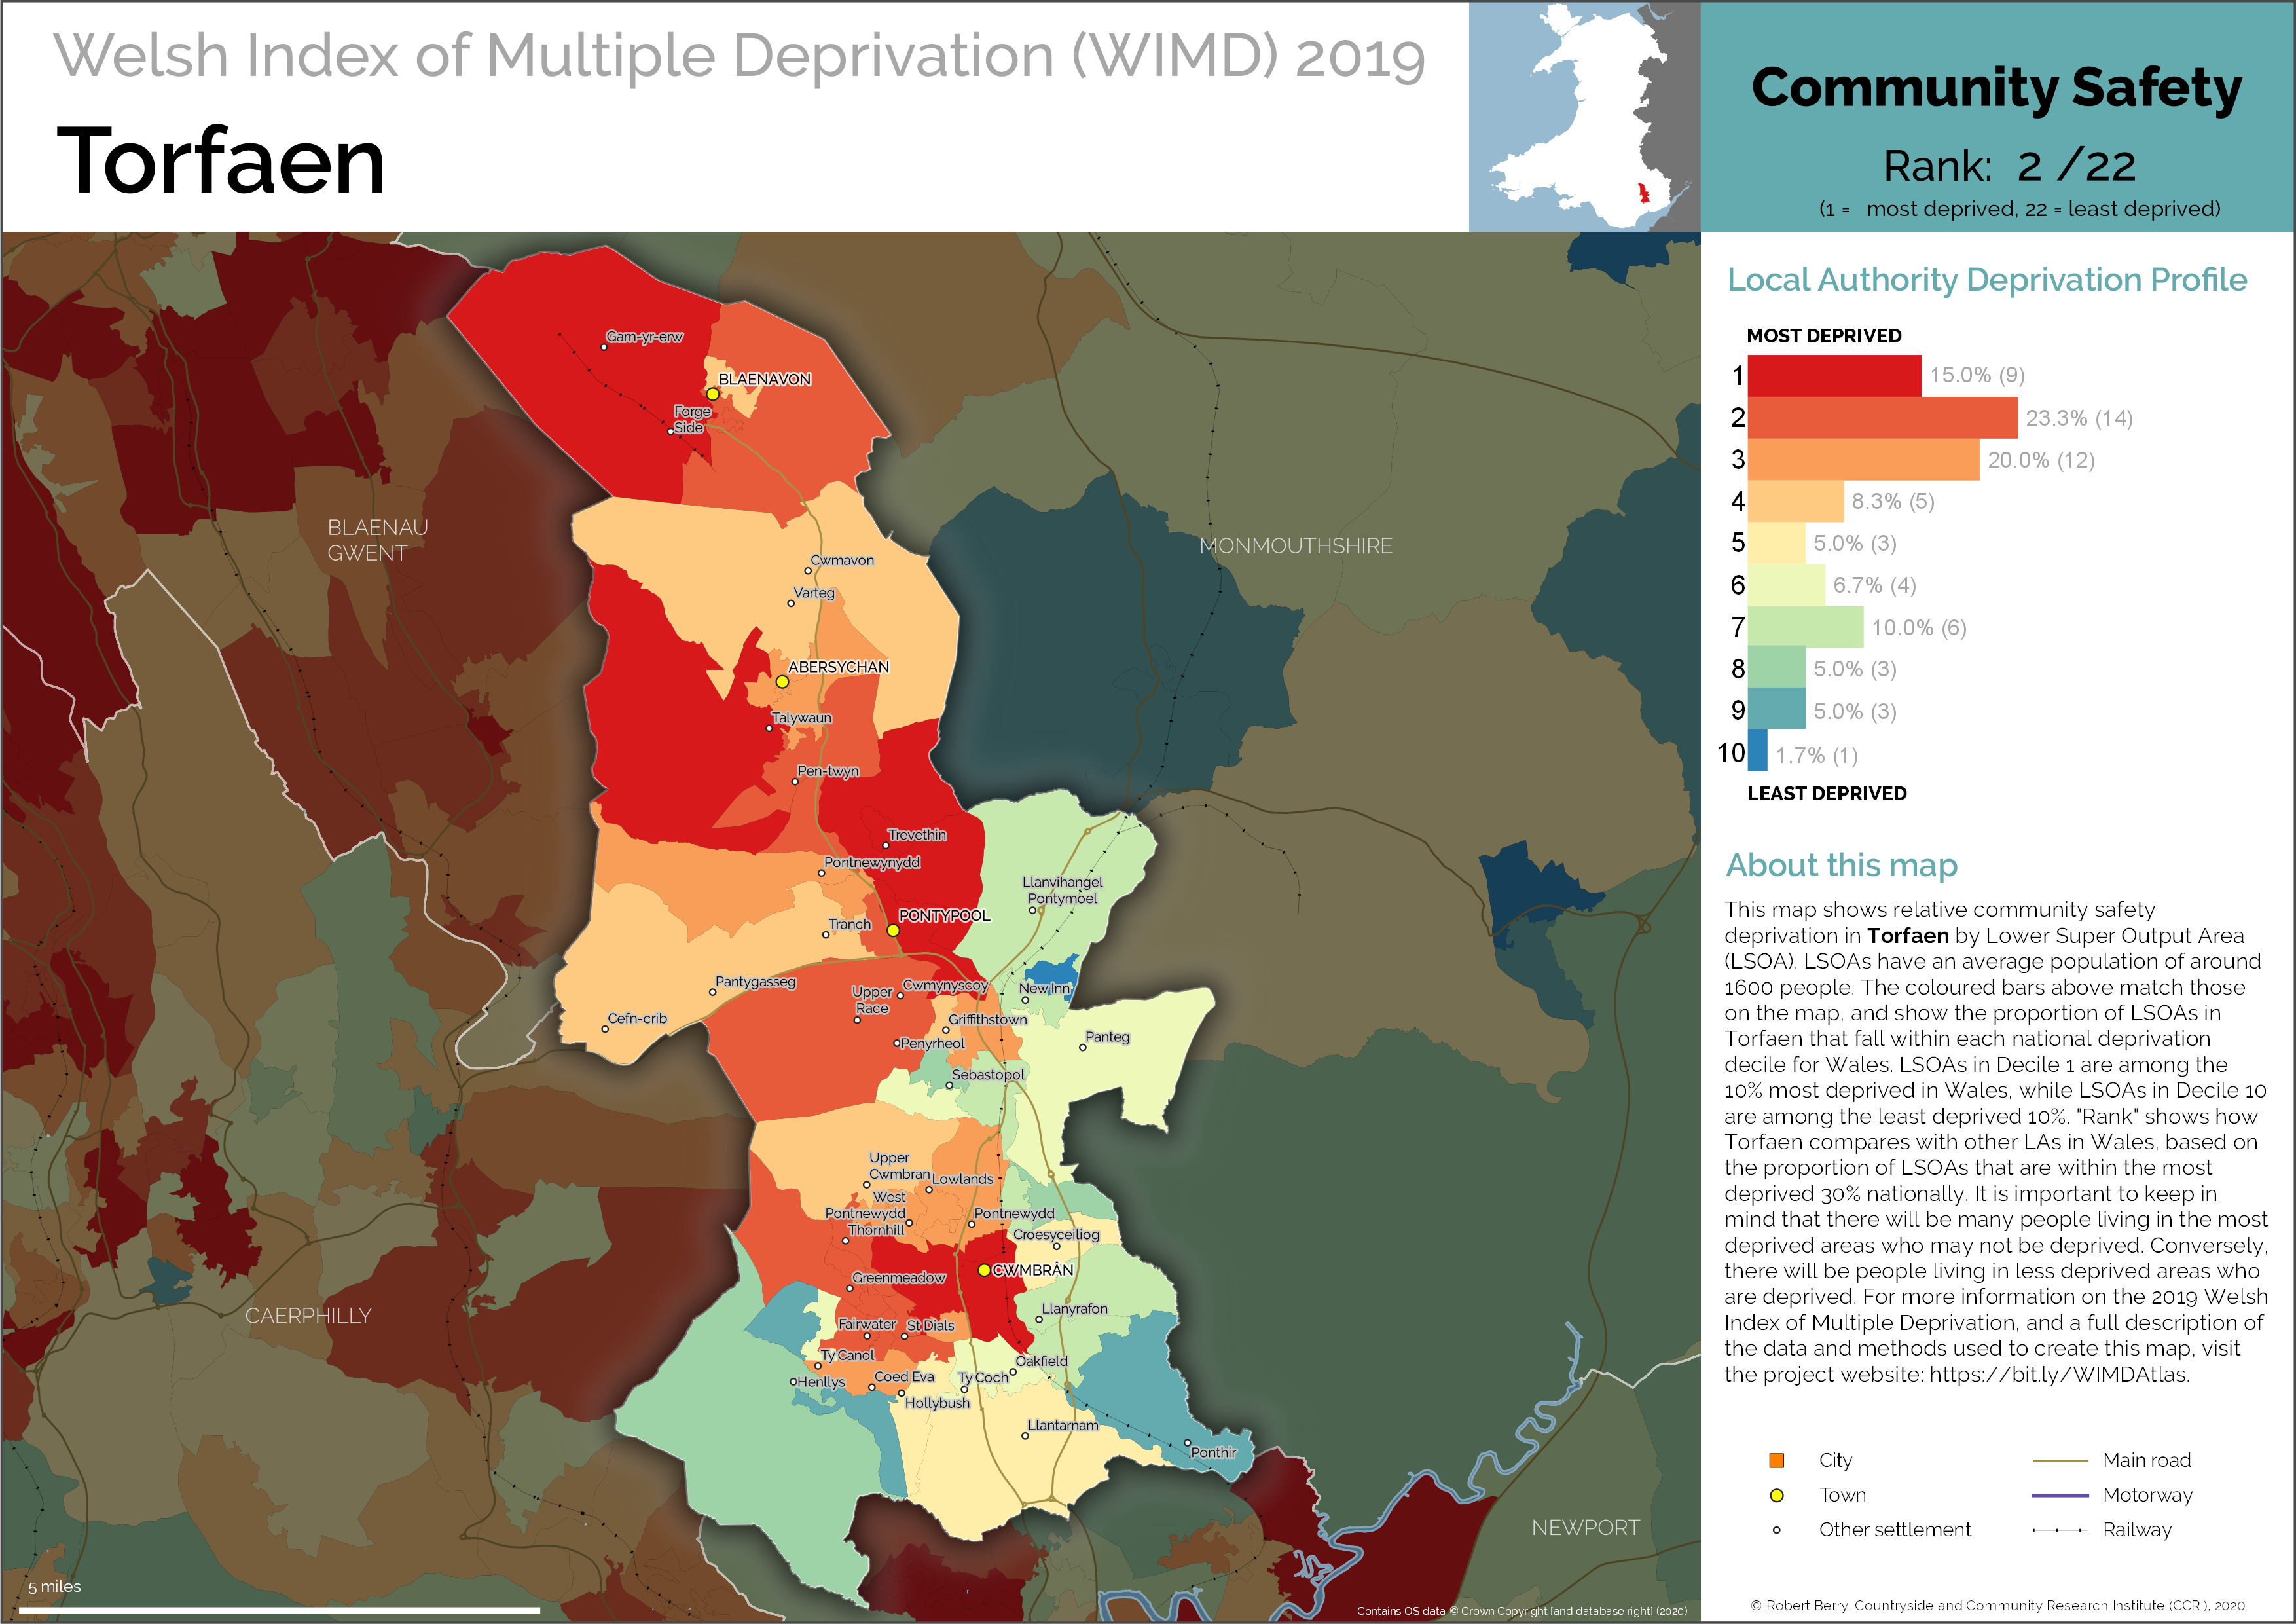 Welsh Index of Multiple Deprivation (WIMD) 2019
Torfaen
Community Safety
Rank: 2 /22
(1 = most deprived, 22 = least deprived)
Garn-yr-erw
BLAENAVON
Forge
Side
BLAENAU
GWENT
MONMOUTHSHIRE
Cwmavon
Varteg
ABERSYCHAN
Talywaun
Pen-twyn
Trevethin
Pontnewynydd
Llanvihangel
Pontymoel
PONTYPOOL
Tranch
Pantygasseg
Upper
Race
Cwmynyscoy
New Inn
Cefn-crib
Griffithstown
Penyrheol
Panteg
Sebastopol
Upper
Cwmbran
Lowlands
West
Pontnewydd
Pontnewydd
Thornhill
Croesyceiliog
CWMBRÂN
Greenmeadow
CAERPHILLY
Llanyrafon
Fairwater
St Dials
Ty Canol
Oakfield
Henllys
Coed Eva
Ty Coch
Hollybush
Llantarnam
Ponthir
NEWPORT
5 miles
Contains OS data © Crown Copyright [and database right] (2020)
Local Authority Deprivation Profile
MOST DEPRIVED
1 15.0% (9)
2 23.3% (14)
3 20.0% (12)
4 8.3% (5)
5 5.0% (3)
6 6.7% (4)
7 10.0% (6)
8 5.0% (3)
9 5.0% (3)
10 1.7% (1)
LEAST DEPRIVED
About this map
This map shows relative community safety
deprivation in Torfaen by Lower Super Output Area
(LSOA). LSOAs have an average population of around
1600 people. The coloured bars above match those
on the map, and show the proportion of LSOAs in
Torfaen that fall within each national deprivation
decile for Wales. LSOAs in Decile 1 are among the
10% most deprived in Wales, while LSOAs in Decile 10
are among the least deprived 10%. "Rank" shows how
Torfaen compares with other LAs in Wales, based on
the proportion of LSOAs that are within the most
deprived 30% nationally. It is important to keep in
mind that there will be many people living in the most
deprived areas who may not be deprived. Conversely,
there will be people living in less deprived areas who
are deprived. For more information on the 2019 Welsh
Index of Multiple Deprivation, and a full description of
the data and methods used to create this map, visit
the project website: https://bit.ly/WIMDAtlas.
City
Main road
Town
Motorway
Other settlement
Railway
© Robert Berry, Countryside and Community Research Institute (CCRI), 2020